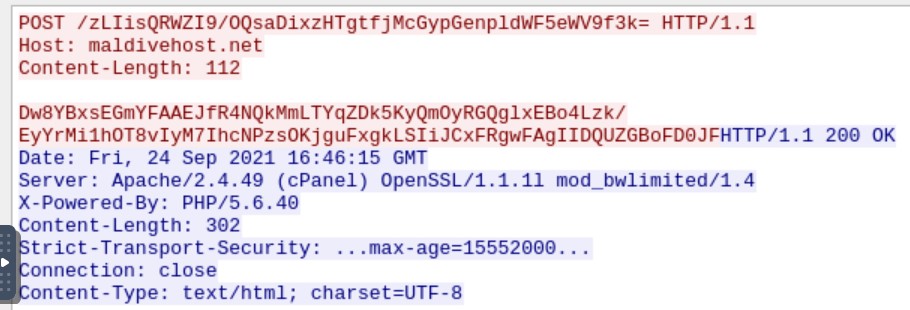 POST /zLIisQRWZI9/OQsaDixzHTgtfjMcGypGenpldWF5eWV9f3k= HTTP/1.1
Host: maldivehost.net
Content-Length: 112
Dw8YBxsEGmYFAAEJfR4NQkMmLTYqZDk5KyQmOyRGQglxEBo4Lzk/
EyYrMi1hOT8vIyM7IhcNPzsOKjguFxgkLSIiJCxFRgwFAgIIDQUZGBoFD0JFHTTP/1.1 200 OK
Date: Fri, 24 Sep 2021 16:46:15 GMT
Server: Apache/2.4.49 (cPanel) OpenSSL/1.1.1l mod_bwlimited/1.4
X-Powered-By: PHP/5.6.40
Content-Length: 302
Strict-Transport-Security: ...max-age=15552000...
Connection: close
Content-Type: text/html; charset=UTF-8